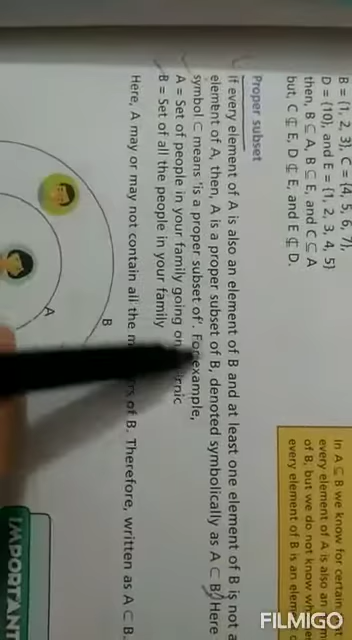 B = {1, 2, 3}, C = {4, 5, 6, 7},
D = {10}, and E = {1, 2, 3, 4, 5}
then, B ⊆ A, B ⊆ E, and C ⊆ A
but, C ⊈ E, D ⊈ E, and E ⊈ D.
In A ⊆ B we know for certain
every element of A is also an
of B, but we do not know
every element of B is an
Proper subset
If every element of A is also an element of B and at least one element of B is not
element of A, then, A is a proper subset of B, denoted symbolically as A ⊂ B. Here
symbol ⊂ means 'is a proper subset of'. For example,
A = Set of people in your family going on
B = Set of all the people in your family
Here, A may or may not contain all the of B. Therefore, written as A ⊂ B.
B
A
IMPORTANT
FILMIGO